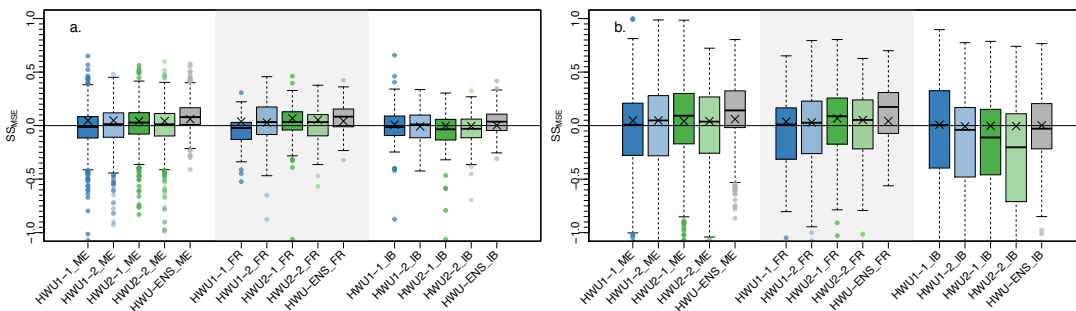 a.
SS_MSE
1.0
0.5
0.0
−0.5
−1.0
HWU1−1_ME
HWU1−2_ME
HWU2−1_ME
HWU2−2_ME
HWU−ENS_ME
HWU1−1_FR
HWU1−2_FR
HWU2−1_FR
HWU2−2_FR
HWU−ENS_FR
HWU1−1_IB
HWU1−2_IB
HWU2−1_IB
HWU2−2_IB
HWU−ENS_IB
b.
SS_MSE
1.0
0.5
0.0
−0.5
−1.0
HWU1−1_ME
HWU1−2_ME
HWU2−1_ME
HWU2−2_ME
HWU−ENS_ME
HWU1−1_FR
HWU1−2_FR
HWU2−1_FR
HWU2−2_FR
HWU−ENS_FR
HWU1−1_IB
HWU1−2_IB
HWU2−1_IB
HWU2−2_IB
HWU−ENS_IB